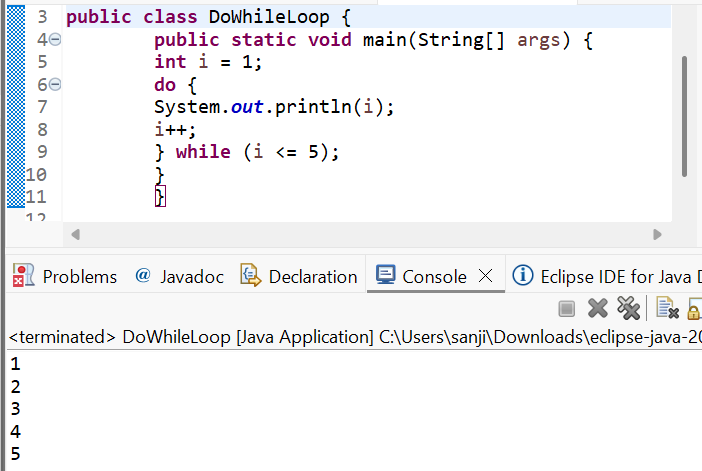 3 public class DoWhileLoop {
4 public static void main(String[] args) {
5 int i = 1;
6 do {
7 System.out.println(i);
8 i++;
9 } while (i <= 5);
10 }
11 }
12
Problems @ Javadoc Declaration Console Eclipse IDE for Java D
<terminated> DoWhileLoop [Java Application] C:\Users\sanji\Downloads\eclipse-java-20
1
2
3
4
5